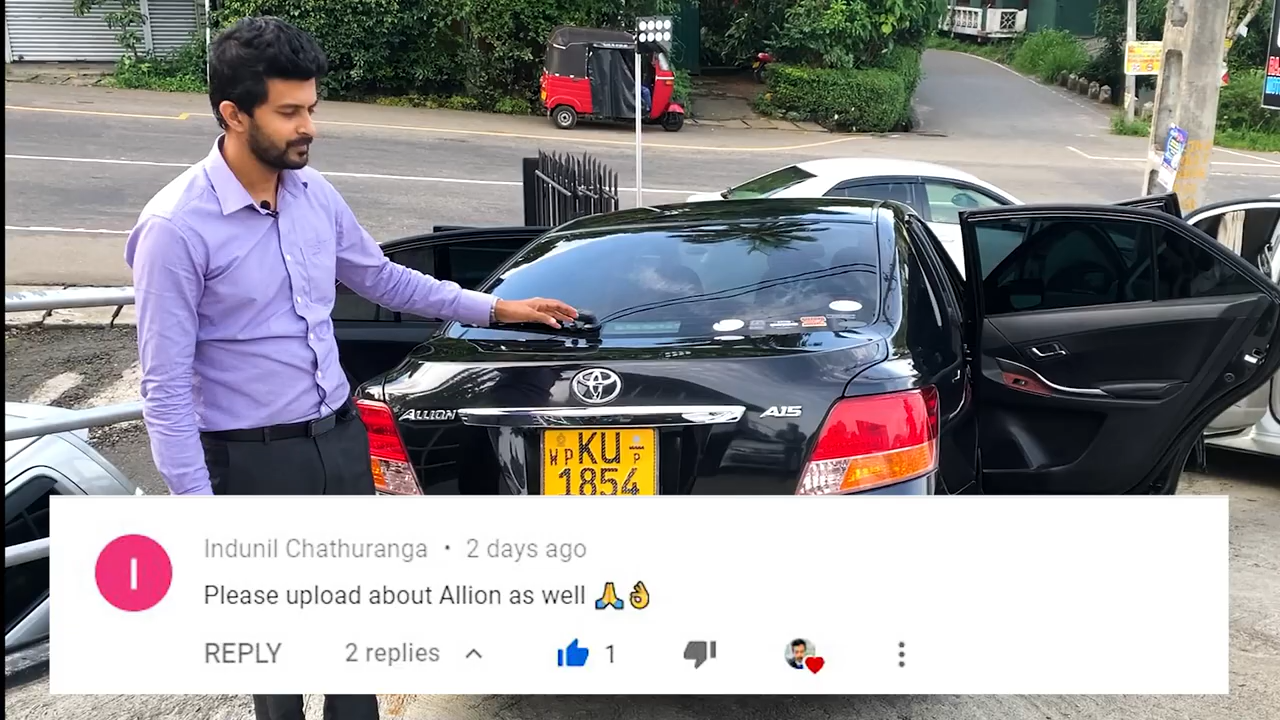 ALLION
A15
WP KU P
1854
I
Indunil Chathuranga • 2 days ago
Please upload about Allion as well 🙏👌
REPLY 2 replies 1